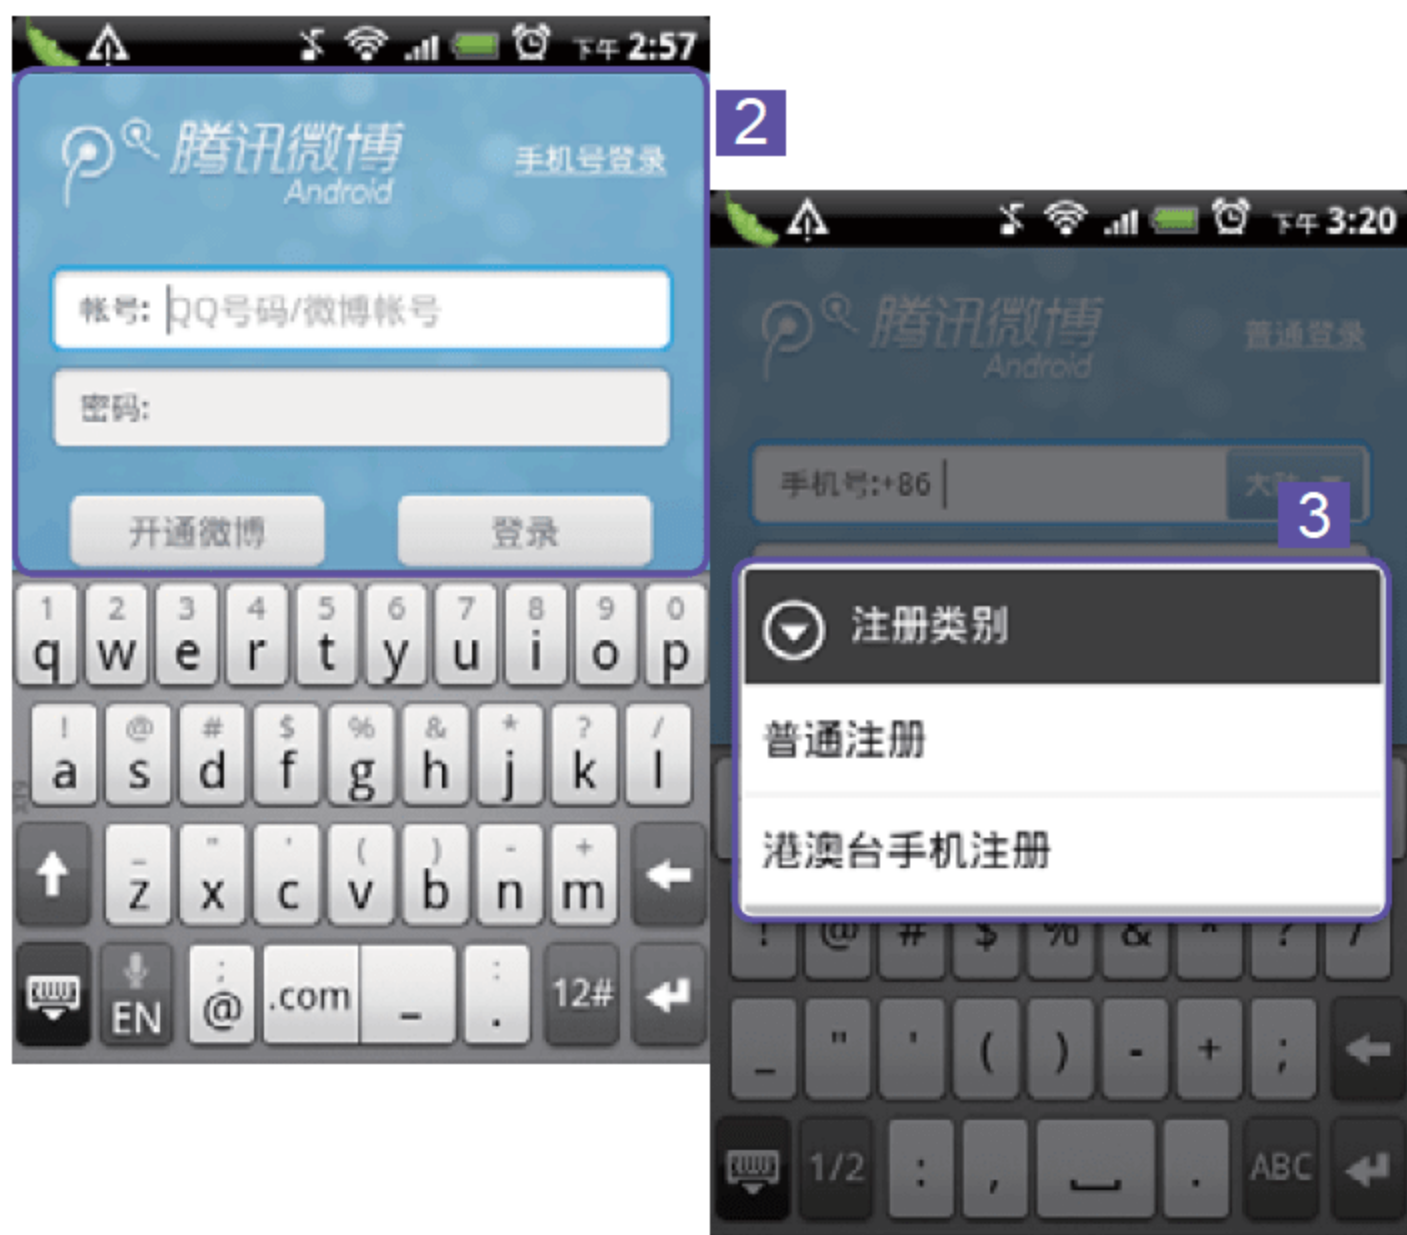 下午 2:57
腾讯微博
Android
手机号登录
帐号: QQ号码/微博帐号
密码:
开通微博 登录
1 2 3 4 5 6 7 8 9 0
q w e r t y u i o p
! @ # $ % & * ? /
a s d f g h j k l
XT9
_ " ' ( ) - +
z x c v b n m
EN ; @ .com _ : . 12#
2
下午 3:20
腾讯微博
Android
普通登录
手机号:+86
3
注册类别
普通注册
港澳台手机注册
! @ # $ % & * ? /
_ " ' ( ) - + ;
1/2 : , . ABC